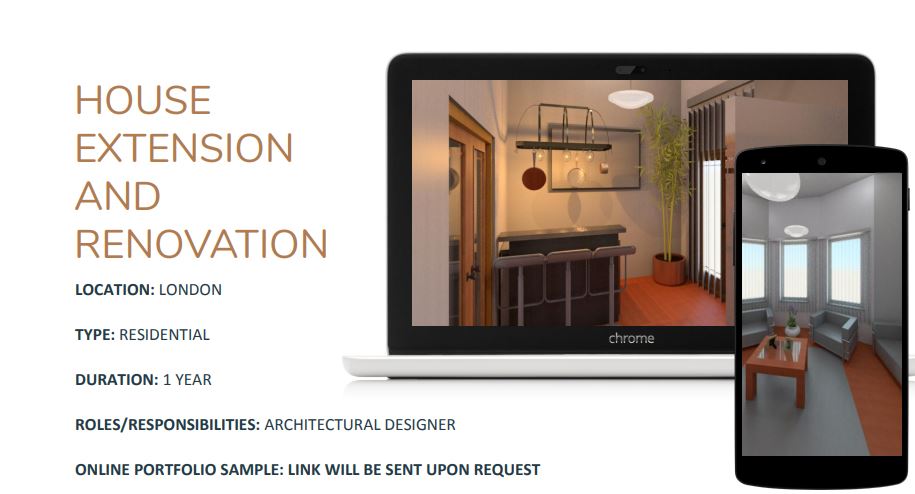 HOUSE
EXTENSION
AND
RENOVATION
LOCATION: LONDON
TYPE: RESIDENTIAL
DURATION: 1 YEAR
ROLES/RESPONSIBILITIES: ARCHITECTURAL DESIGNER
ONLINE PORTFOLIO SAMPLE: LINK WILL BE SENT UPON REQUEST
chrome